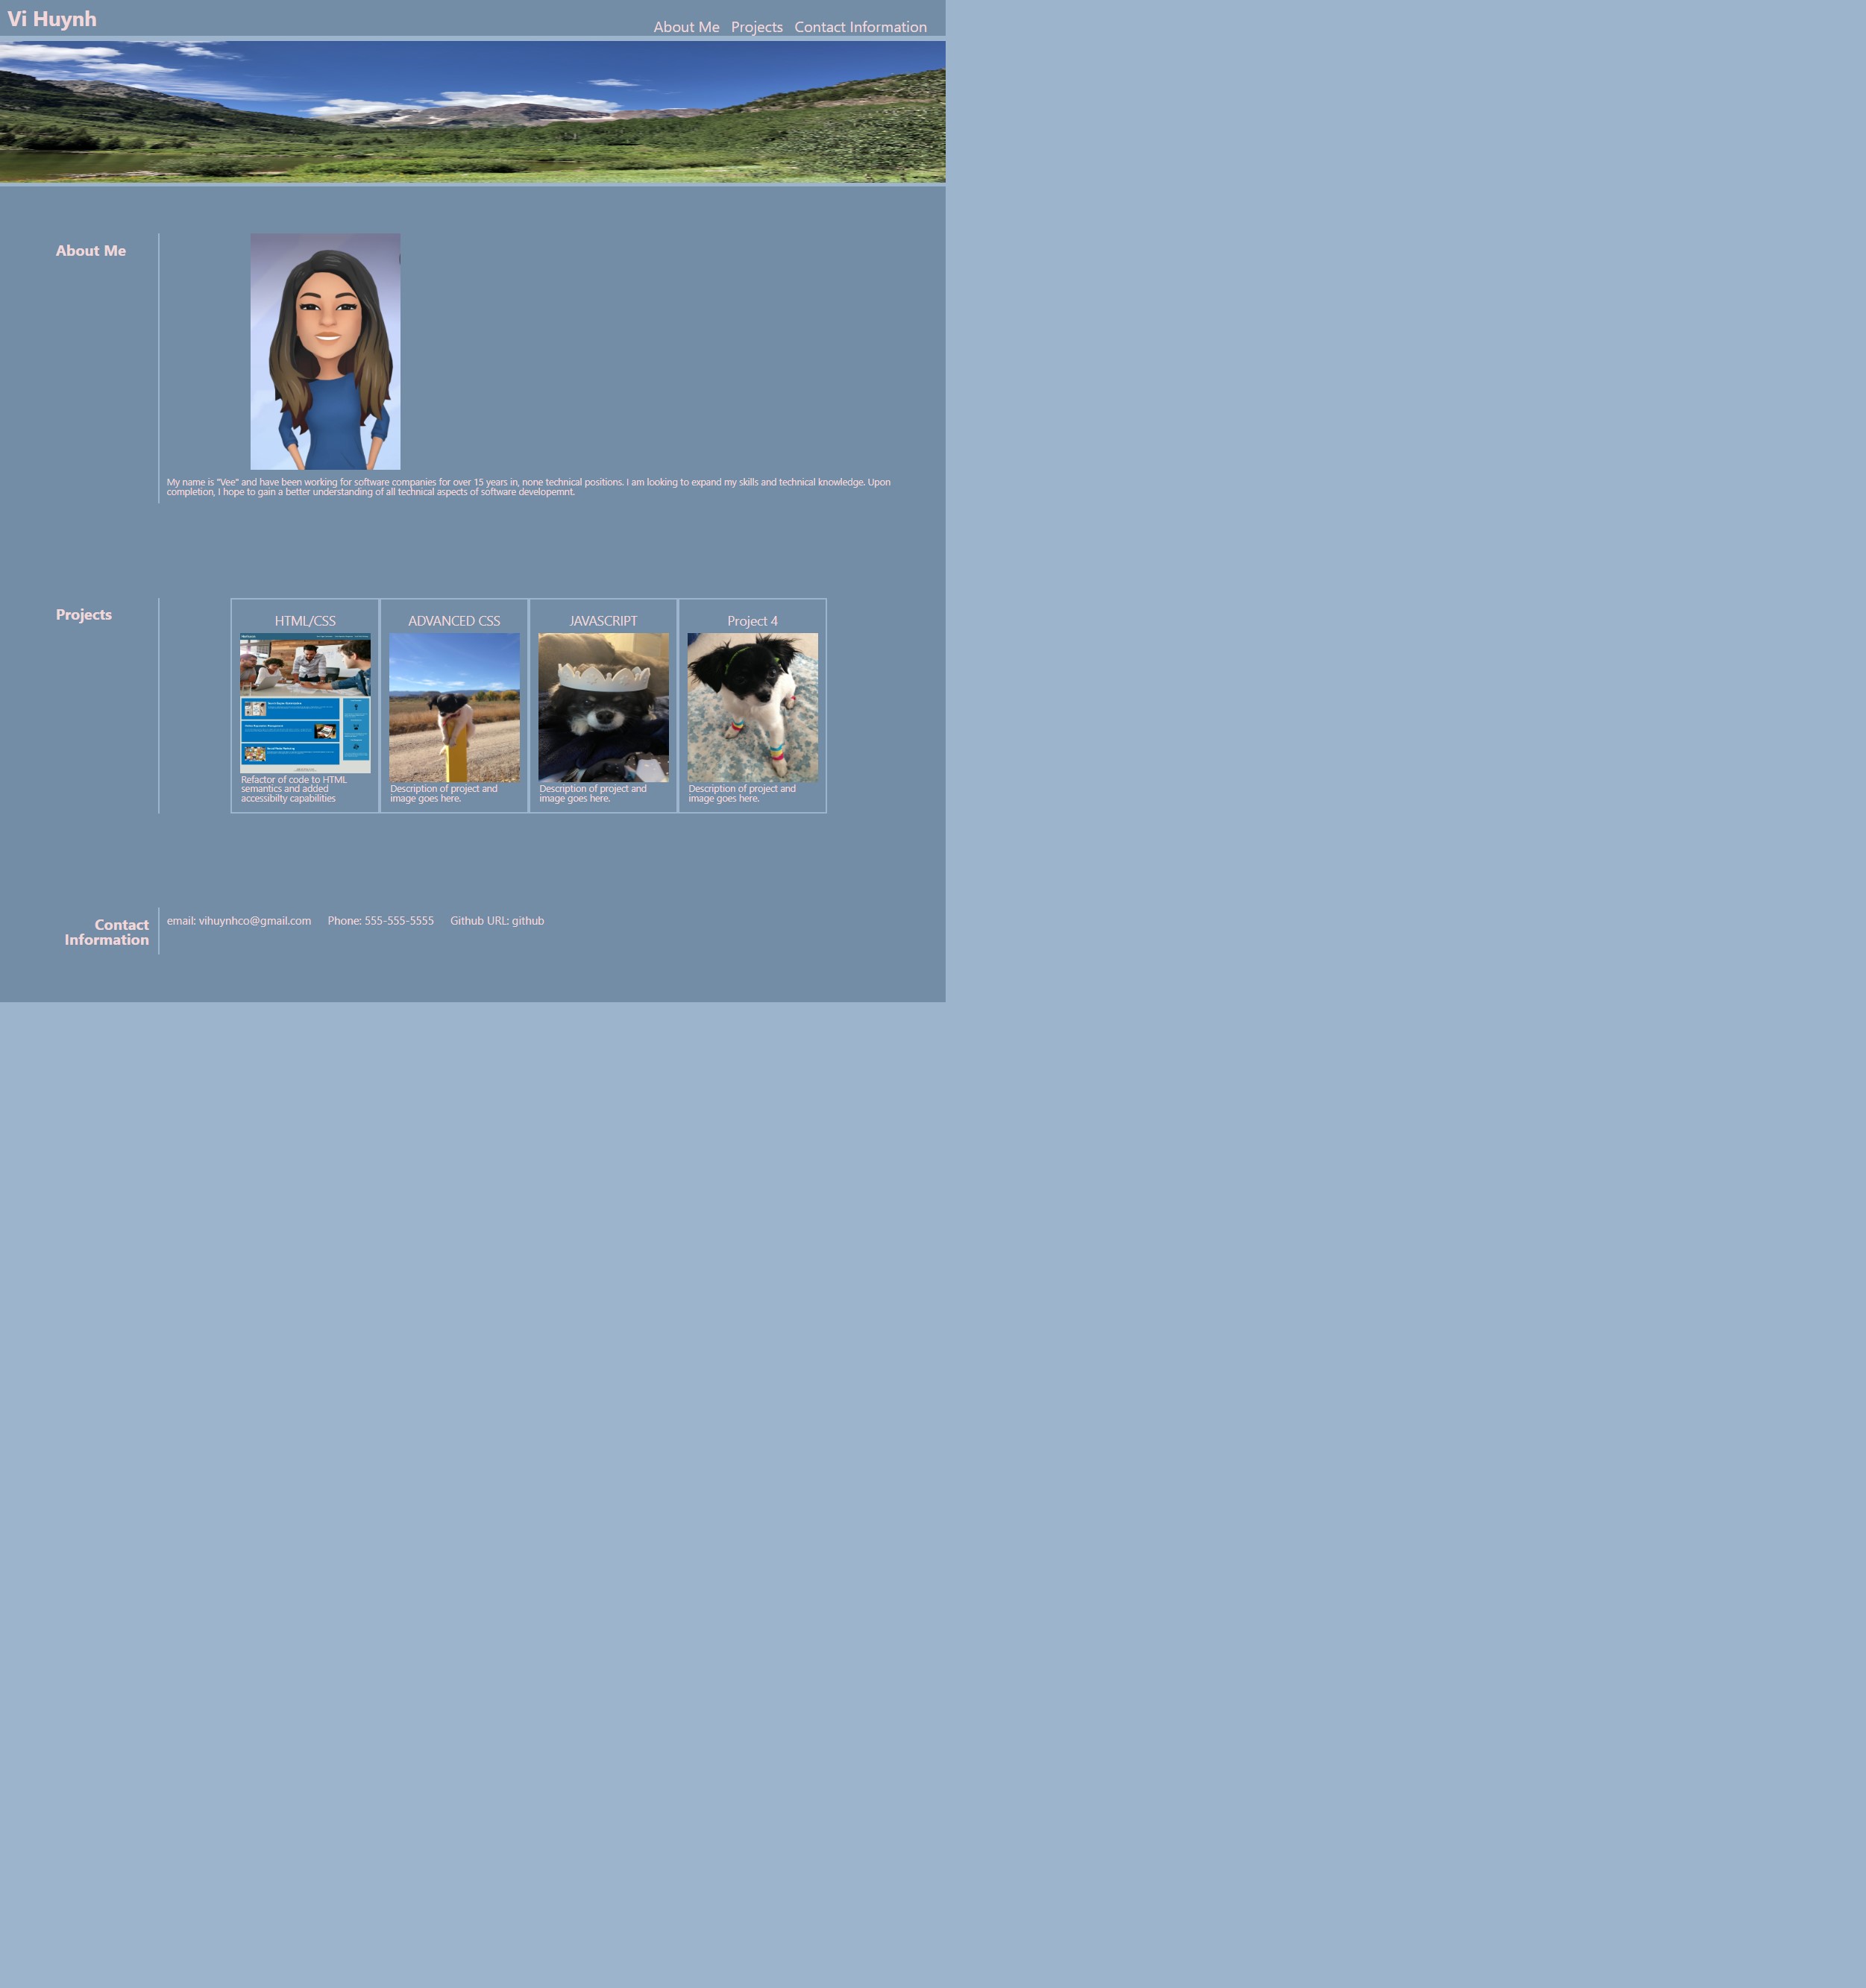 Vi Huynh
About Me Projects Contact Information
About Me
My name is "Vee" and have been working for software companies for over 15 years in, none technical positions. I am looking to expand my skills and technical knowledge. Upon
completion, I hope to gain a better understanding of all technical aspects of software developemnt.
Projects
HTML/CSS
Refactor of code to HTML
semantics and added
accessibilty capabilities
ADVANCED CSS
Description of project and
image goes here.
JAVASCRIPT
Description of project and
image goes here.
Project 4
Description of project and
image goes here.
Contact
Information
email: vihuynhco@gmail.com Phone: 555-555-5555 Github URL: github